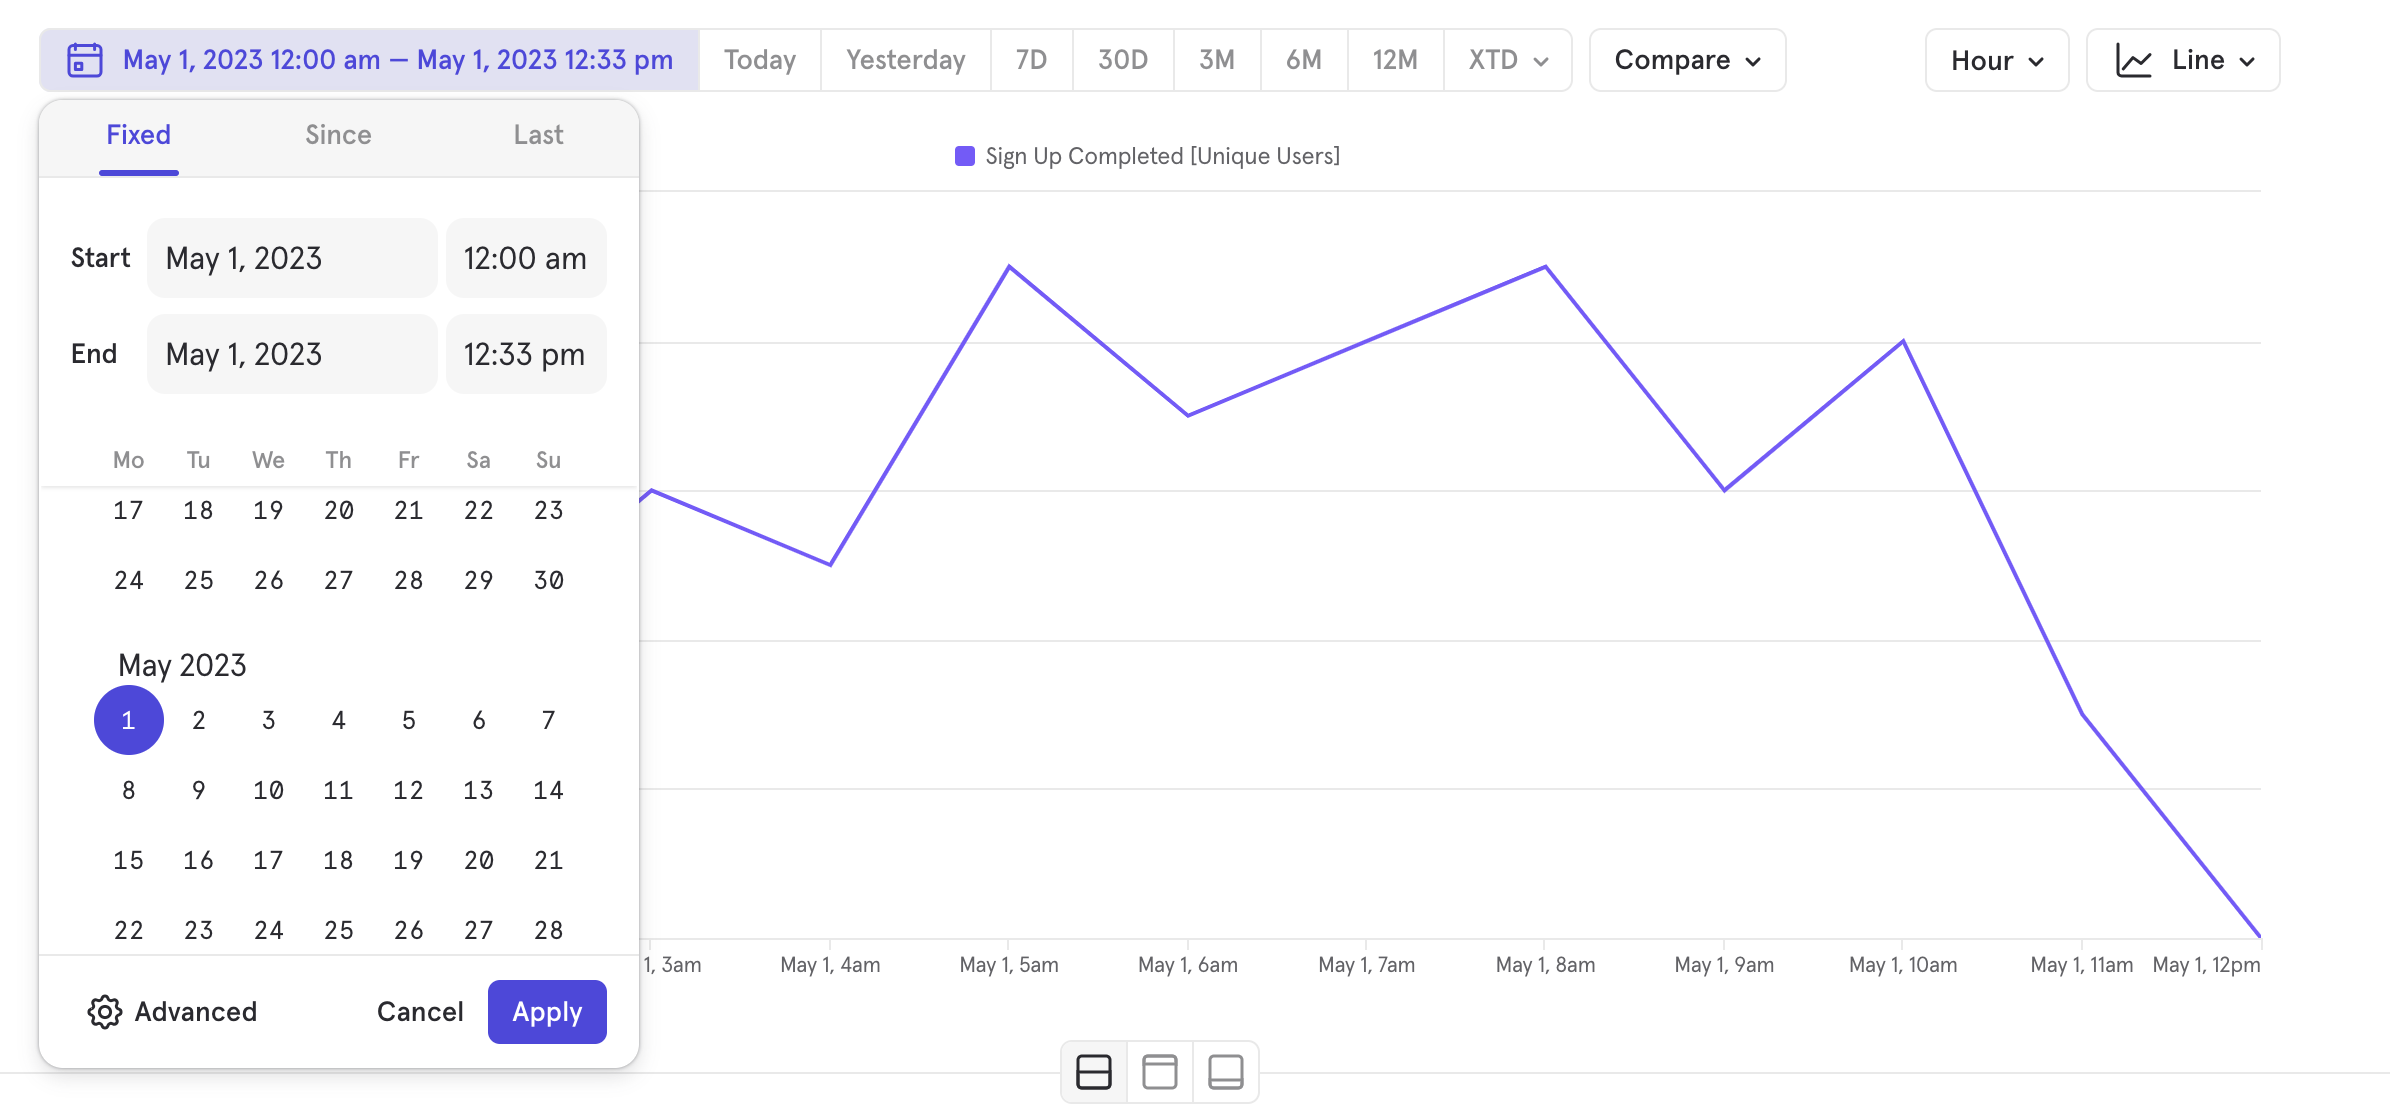 May 1, 2023 12:00 am — May 1, 2023 12:33 pm Today Yesterday 7D 30D 3M 6M 12M XTD Compare Hour Line
Fixed Since Last
Sign Up Completed [Unique Users]
Start May 1, 2023 12:00 am
End May 1, 2023 12:33 pm
Mo Tu We Th Fr Sa Su
17 18 19 20 21 22 23
24 25 26 27 28 29 30
May 2023
1 2 3 4 5 6 7
8 9 10 11 12 13 14
15 16 17 18 19 20 21
22 23 24 25 26 27 28
1, 3am May 1, 4am May 1, 5am May 1, 6am May 1, 7am May 1, 8am May 1, 9am May 1, 10am May 1, 11am May 1, 12pm
Advanced Cancel Apply